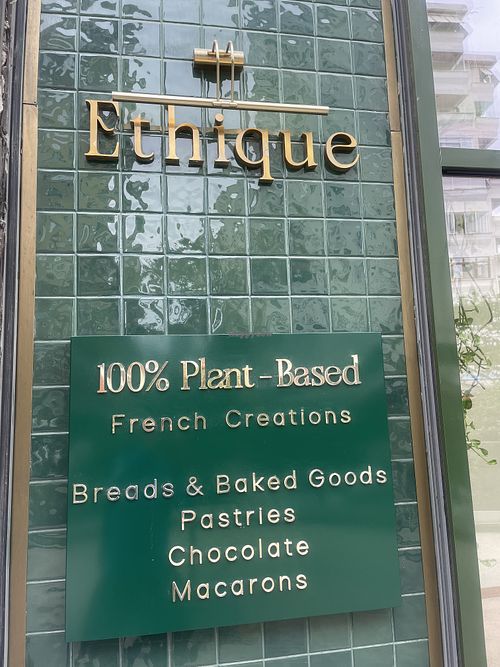 Ethique
100% Plant-Based
French Creations
Breads & Baked Goods
Pastries
Chocolate
Macarons